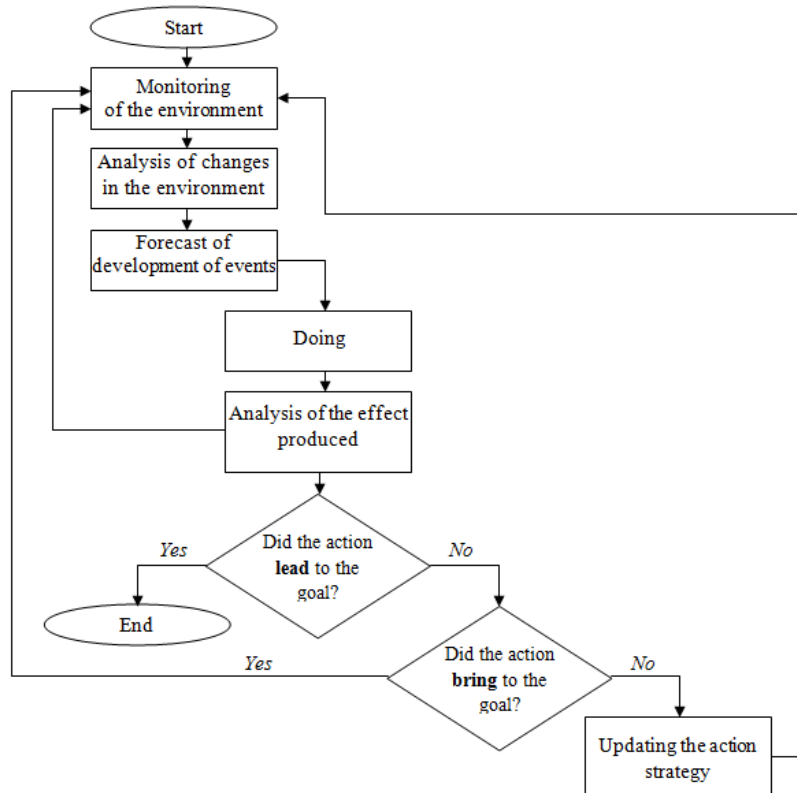 Start
Monitoring
of the environment
Analysis of changes
in the environment
Forecast of
development of events
Doing
Analysis of the effect
produced
Did the action
lead to the
goal?
Yes
No
End
Did the action
bring to the
goal?
Yes
No
Updating the action
strategy